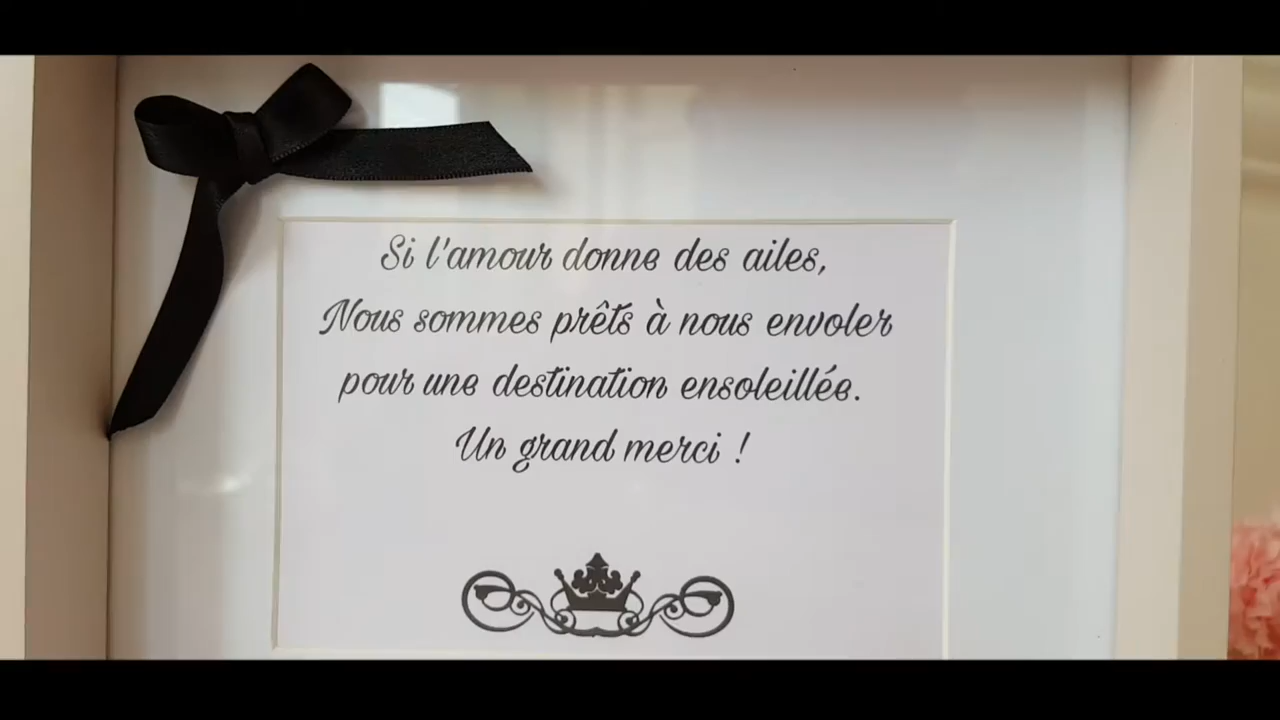 Si l'amour donne des ailes,
Nous sommes prêts à nous envoler
pour une destination ensoleillée.
Un grand merci !